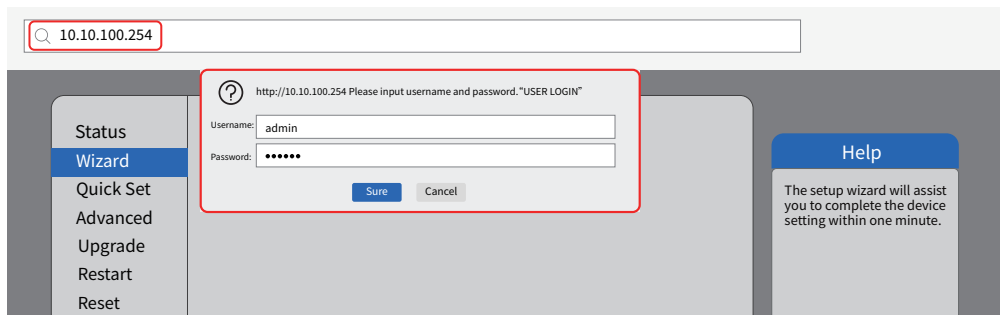 10.10.100.254
http://10.10.100.254 Please input username and password."USER LOGIN"
Username: admin
Password: ••••••
Sure Cancel
Status
Wizard
Quick Set
Advanced
Upgrade
Restart
Reset
Help
The setup wizard will assist
you to complete the device
setting within one minute.